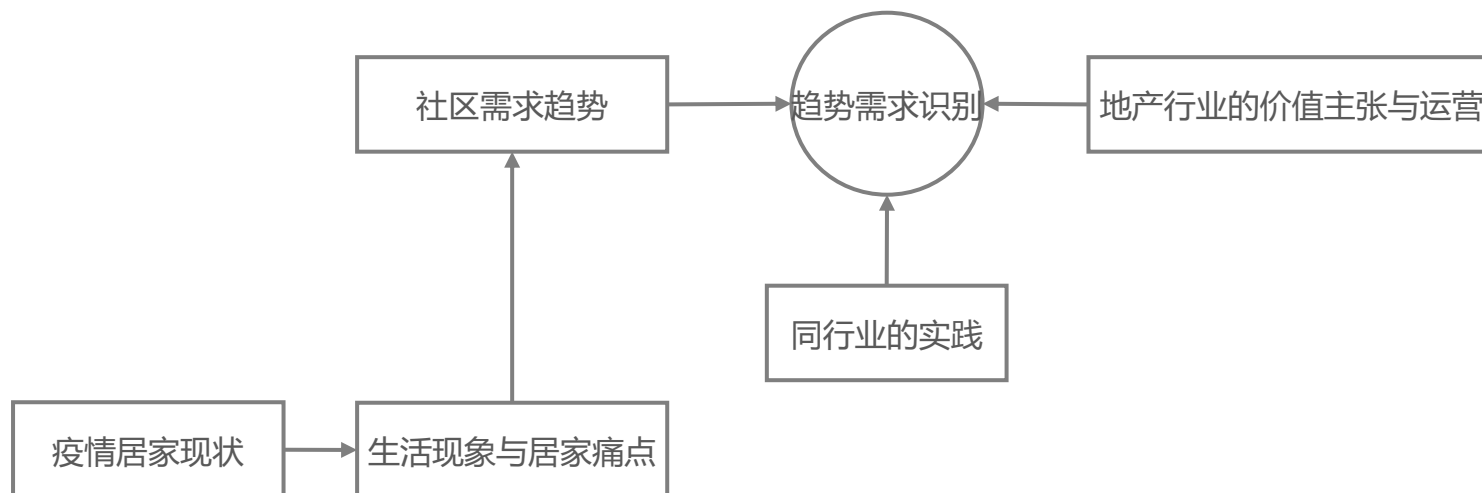 社区需求趋势
趋势需求识别
地产行业的价值主张与运营
同行业的实践
疫情居家现状
生活现象与居家痛点